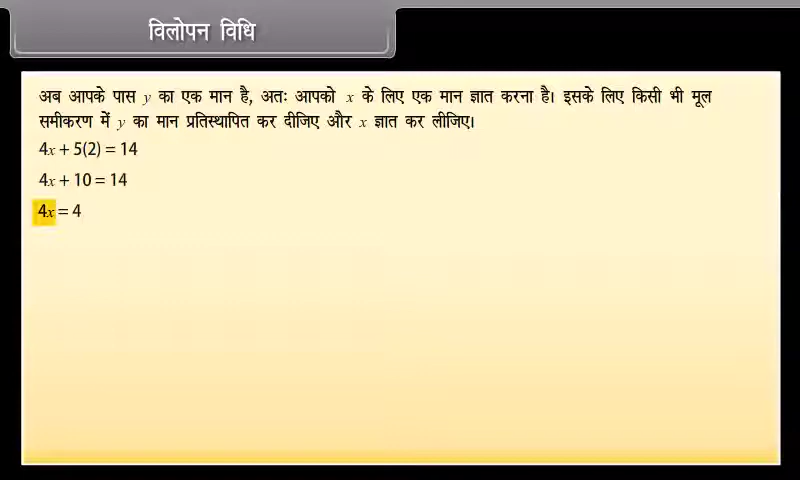 विलोपन विधि
अब आपके पास y का एक मान है, अतः आपको x के लिए एक मान ज्ञात करना है। इसके लिए किसी भी मूल
समीकरण में y का मान प्रतिस्थापित कर दीजिए और x ज्ञात कर लीजिए।
4x + 5(2) = 14
4x + 10 = 14
4x = 4